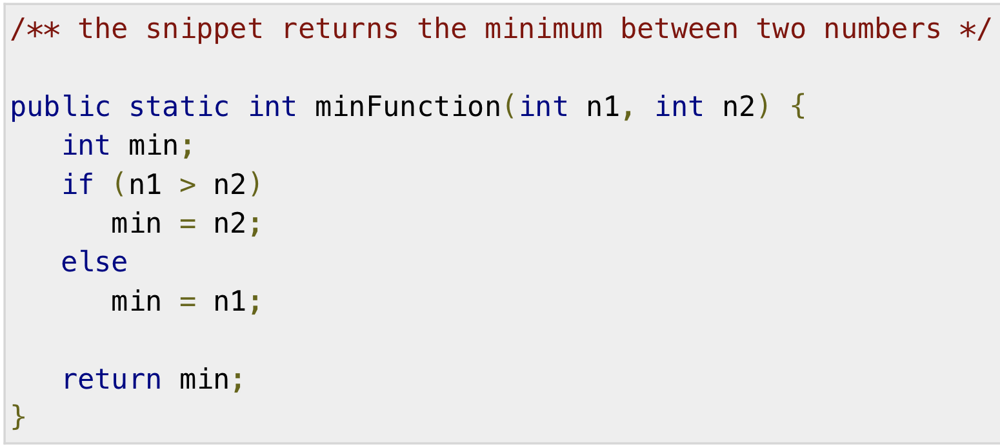 /** the snippet returns the minimum between two numbers */
public static int minFunction(int n1, int n2) {
   int min;
   if (n1 > n2)
      min = n2;
   else
      min = n1;
   return min;
}